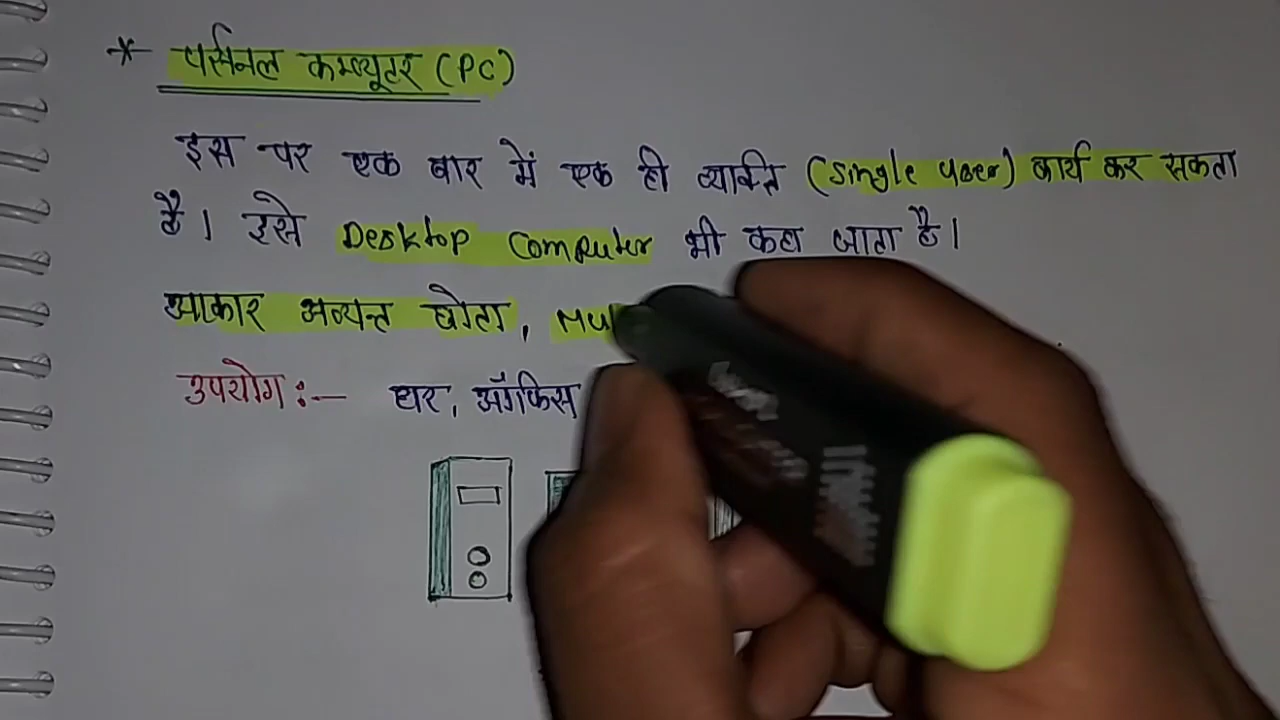 * पर्सनल कम्प्यूटर (PC)
इस पर एक बार में एक ही व्यक्ति (Single user) कार्य कर सकता
है। इसे Desktop Computer भी कहा जाता है।
आकार अत्यन्त छोटा,
उपयोग :— घर, ऑफिस